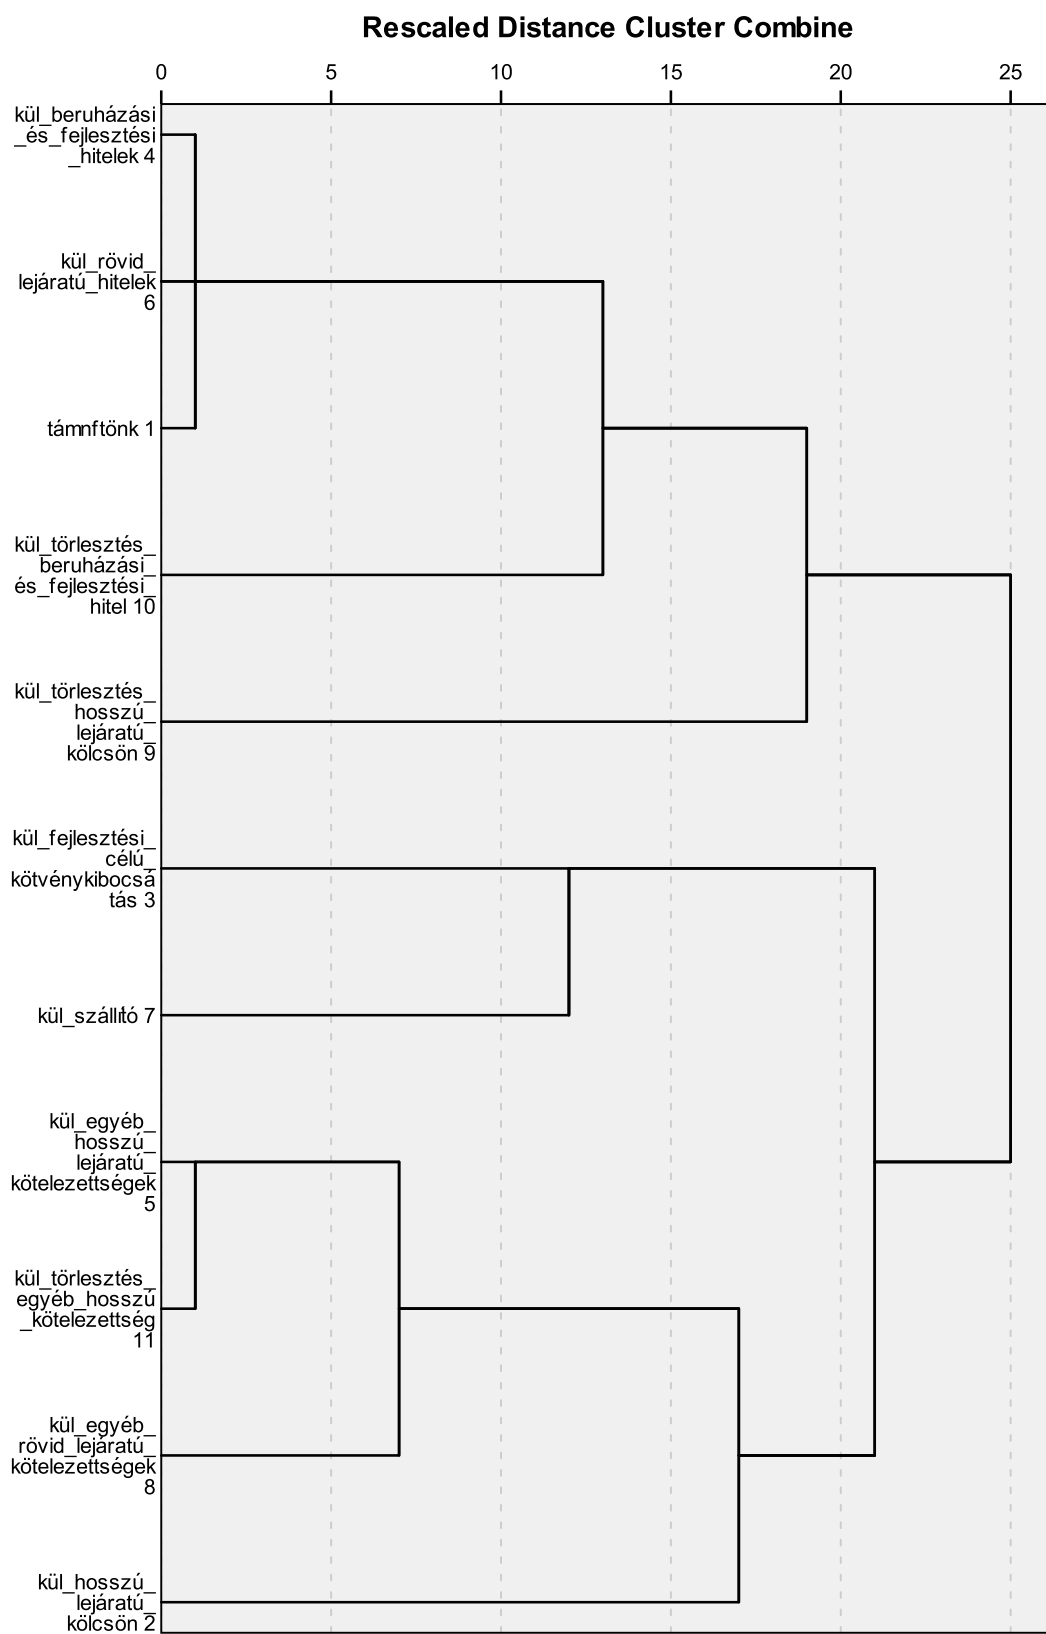 Rescaled Distance Cluster Combine
0 5 10 15 20 25
kül_beruházási
_és_fejlesztési
_hitelek 4
kül_rövid_
lejáratú_hitelek
6
támnftönk 1
kül_törlesztés_
beruházási_
és_fejlesztési_
hitel 10
kül_törlesztés_
hosszú_
lejáratú_
kölcsön 9
kül_fejlesztési_
célú_
kötvénykibocsá
tás 3
kül_szállító 7
kül_egyéb_
hosszú_
lejáratú_
kötelezettségek
5
kül_törlesztés_
egyéb_hosszú
_kötelezettség
11
kül_egyéb_
rövid_lejáratú_
kötelezettségek
8
kül_hosszú_
lejáratú_
kölcsön 2